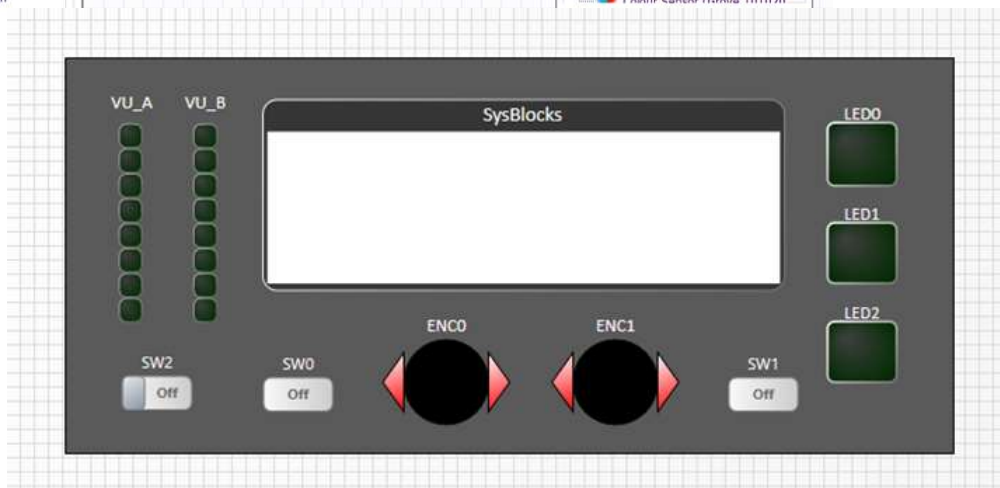 VU_A VU_B
SysBlocks
LED0
LED1
LED2
ENC0 ENC1
SW2 SW0 SW1
Off Off Off